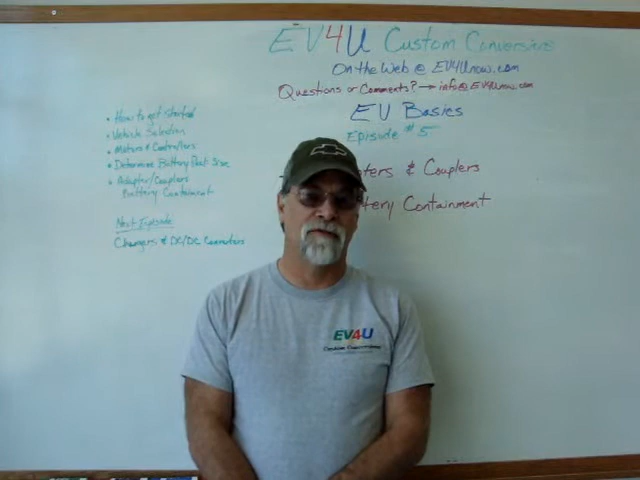 EV4U Custom Conversions
On the Web @ EV4Unow.com
Questions or Comments? → info@EV4Unow.com
EV Basics
Episode # 5
• How to get started
• Vehicle Selection
• Motors & Controllers
• Determine Battery Pack Size
• Adapter/Couplers
Battery Containment
Next Episode
Chargers & DC/DC Converters
ters & Couplers
tery Containment
EV4U
Custom Conversions